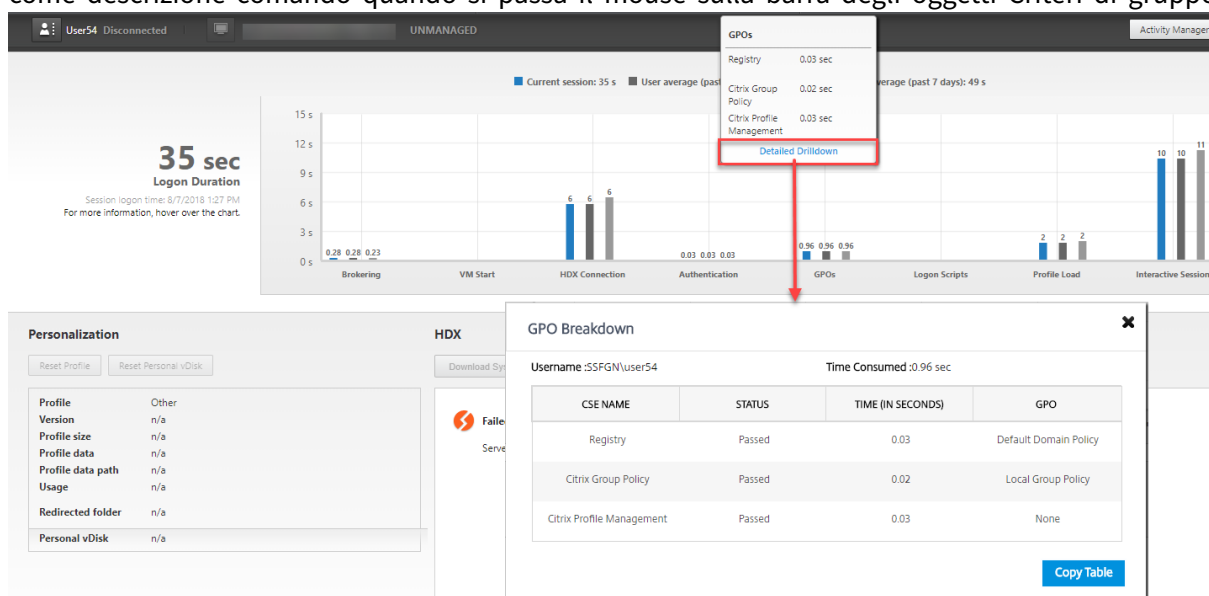 come descrizione comando quando si passa il mouse sulla barra degli oggetti Criteri di gruppo
User54 Disconnected
UNMANAGED
Activity Manager
GPOs
Registry 0.03 sec
Citrix Group Policy 0.02 sec
Citrix Profile Management 0.03 sec
Detailed Drilldown
Current session: 35 s User average (pas verage (past 7 days): 49 s
35 sec
Logon Duration
Session logon time: 8/7/2018 1:27 PM
For more information, hover over the chart.
15 s
12 s
9 s
6 s
3 s
0 s
0.28 0.28 0.23
6 6 6
0.03 0.03 0.03
0.96 0.96 0.96
2 2 2
10 10 11
Brokering VM Start HDX Connection Authentication GPOs Logon Scripts Profile Load Interactive Session
Personalization
Reset Profile Reset Personal vDisk
Profile Other
Version n/a
Profile size n/a
Profile data n/a
Profile data path n/a
Usage n/a
Redirected folder n/a
Personal vDisk n/a
HDX
Download Sy
Faile
Serve
GPO Breakdown
Username :SSFGN\user54 Time Consumed :0.96 sec
CSE NAME STATUS TIME (IN SECONDS) GPO
Registry Passed 0.03 Default Domain Policy
Citrix Group Policy Passed 0.02 Local Group Policy
Citrix Profile Management Passed 0.03 None
Copy Table